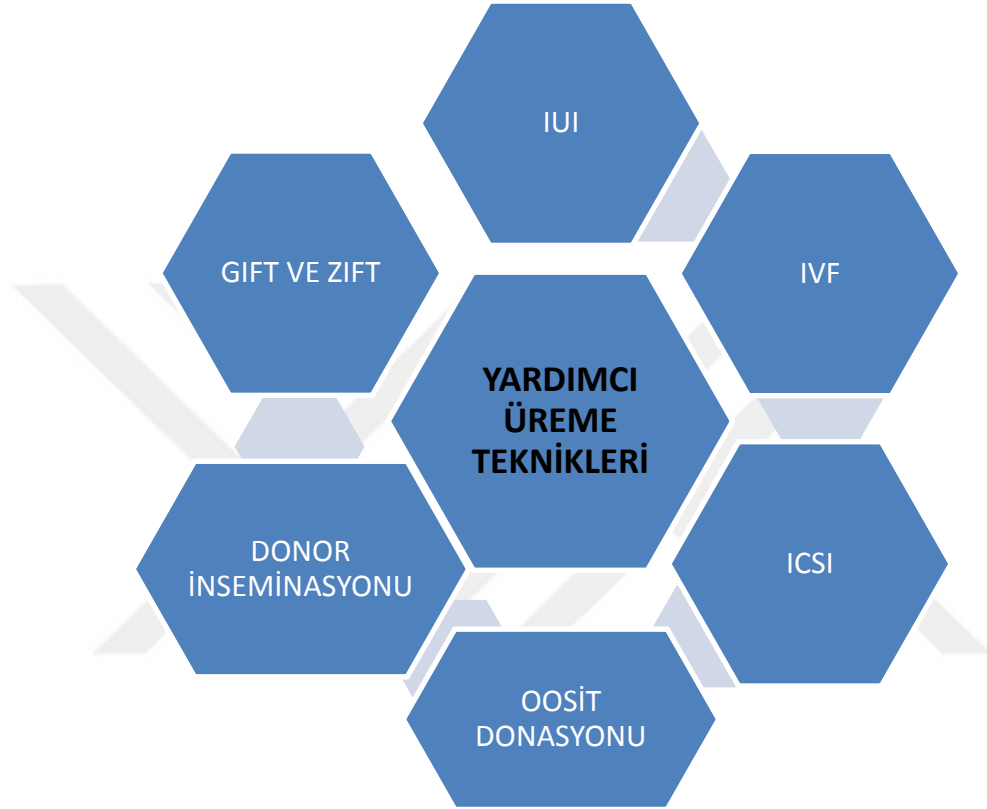 IUI
GIFT VE ZIFT
IVF
YARDIMCI
ÜREME
TEKNİKLERİ
DONOR
İNSEMİNASYONU
ICSI
OOSİT
DONASYONU